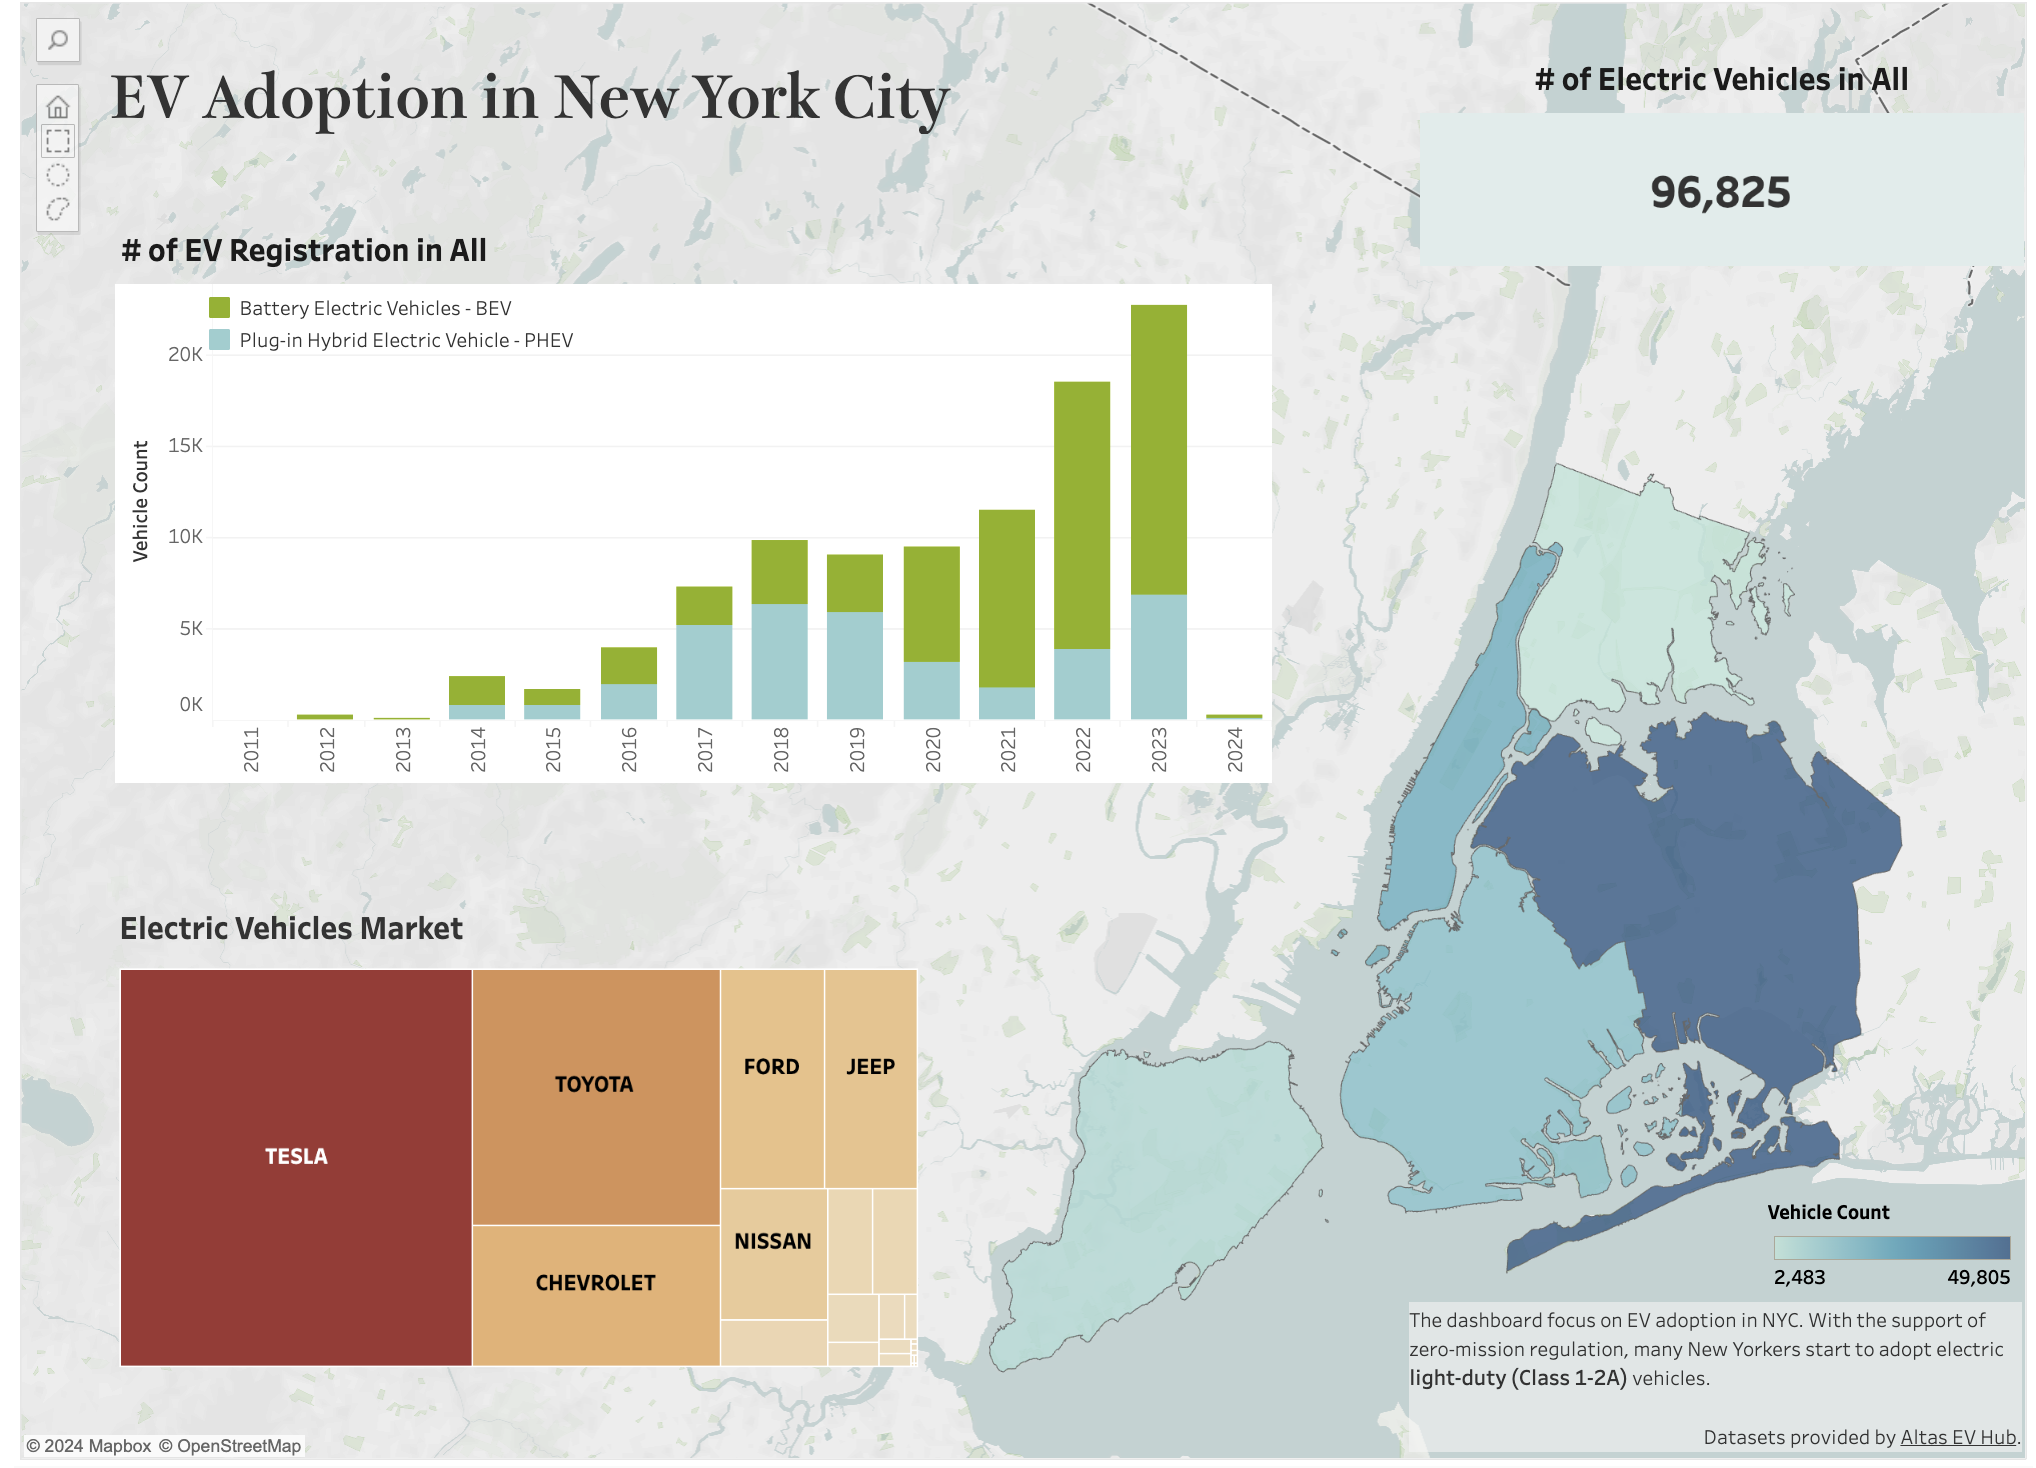 EV Adoption in New York City
# of Electric Vehicles in All
96,825
# of EV Registration in All
Battery Electric Vehicles - BEV
Plug-in Hybrid Electric Vehicle - PHEV
Vehicle Count
20K
15K
10K
5K
0K
2011 2012 2013 2014 2015 2016 2017 2018 2019 2020 2021 2022 2023 2024
Electric Vehicles Market
TESLA
TOYOTA
CHEVROLET
FORD
JEEP
NISSAN
Vehicle Count
2,483 49,805
The dashboard focus on EV adoption in NYC. With the support of
zero-mission regulation, many New Yorkers start to adopt electric
light-duty (Class 1-2A) vehicles.
Datasets provided by Altas EV Hub.
© 2024 Mapbox © OpenStreetMap